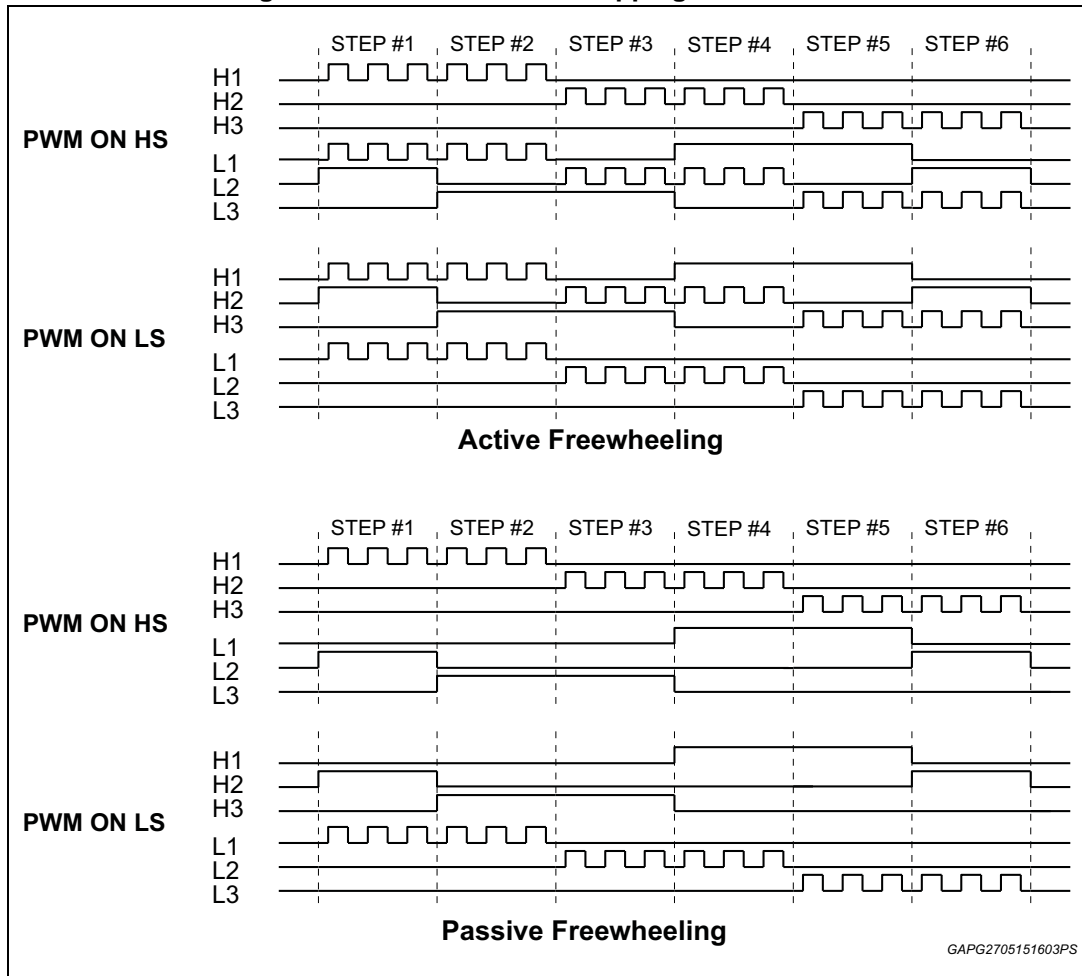 STEP #1 STEP #2 STEP #3 STEP #4 STEP #5 STEP #6
H1
H2
H3
PWM ON HS
L1
L2
L3
H1
H2
H3
PWM ON LS
L1
L2
L3
Active Freewheeling
STEP #1 STEP #2 STEP #3 STEP #4 STEP #5 STEP #6
H1
H2
H3
PWM ON HS
L1
L2
L3
H1
H2
H3
PWM ON LS
L1
L2
L3
Passive Freewheeling
GAPG2705151603PS